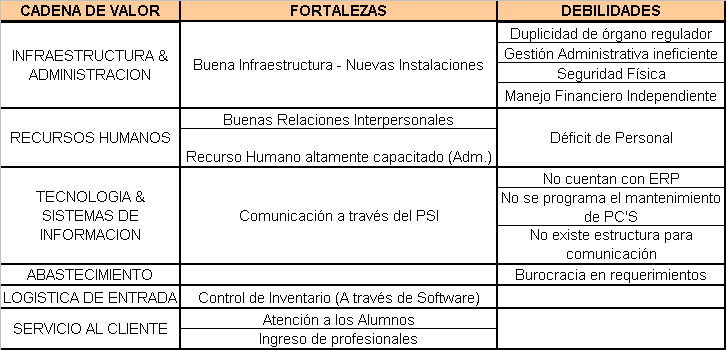 CADENA DE VALOR FORTALEZAS DEBILIDADES
INFRAESTRUCTURA &
ADMINISTRACION
Buena Infraestructura - Nuevas Instalaciones
Duplicidad de órgano regulador
Gestión Administrativa ineficiente
Seguridad Física
Manejo Financiero Independiente
RECURSOS HUMANOS
Buenas Relaciones Interpersonales
Recurso Humano altamente capacitado (Adm.)
Déficit de Personal
TECNOLOGIA &
SISTEMAS DE
INFORMACION
Comunicación a través del PSI
No cuentan con ERP
No se programa el mantenimiento
de PC'S
No existe estructura para
comunicación
ABASTECIMIENTO
Burocracia en requerimientos
LOGISTICA DE ENTRADA
Control de Inventario (A través de Software)
SERVICIO AL CLIENTE
Atención a los Alumnos
Ingreso de profesionales